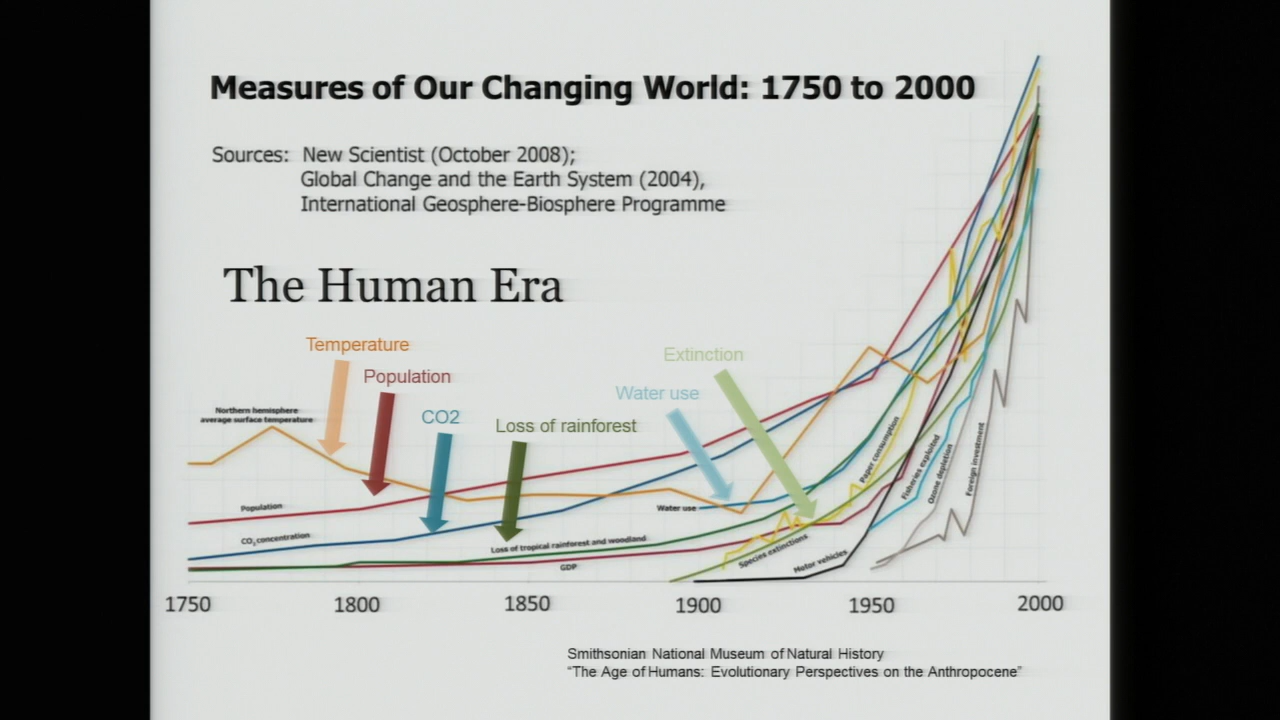 Measures of Our Changing World: 1750 to 2000
Sources: New Scientist (October 2008);
Global Change and the Earth System (2004),
International Geosphere-Biosphere Programme
The Human Era
Temperature
Population
CO2
Loss of rainforest
Water use
Extinction
Northern hemisphere
average surface temperature
Population
CO2 concentration
Loss of tropical rainforest and woodland
GDP
Water use
Species extinctions
Motor vehicles
Paper consumption
Fisheries exploited
Ozone depletion
Foreign investment
1750 1800 1850 1900 1950 2000
Smithsonian National Museum of Natural History
“The Age of Humans: Evolutionary Perspectives on the Anthropocene”